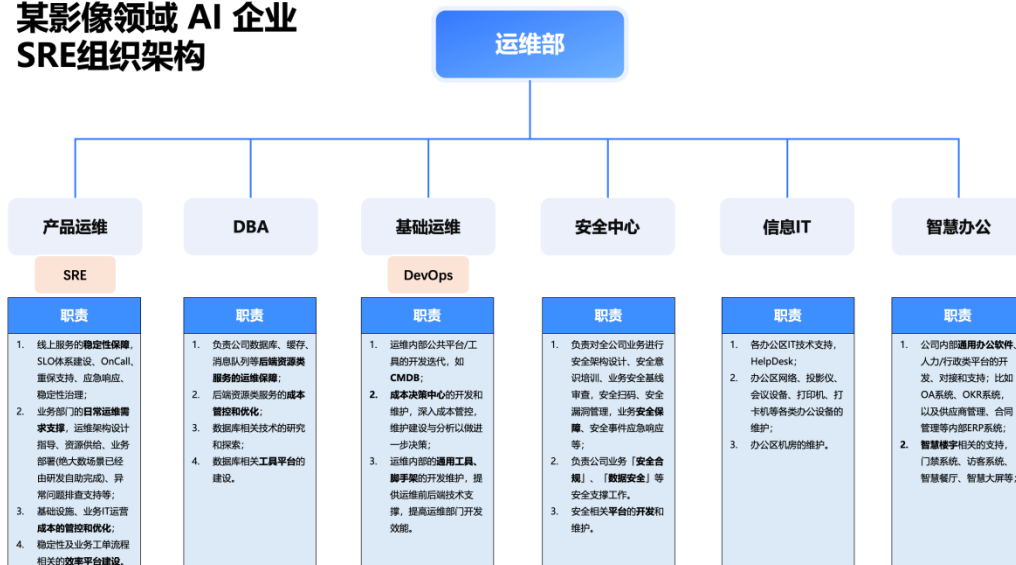 某影像领域 AI 企业
SRE组织架构
运维部
产品运维
DBA
基础运维
安全中心
信息IT
智慧办公
SRE
DevOps
职责
1. 线上服务的稳定性保障,
SLO体系建设、OnCall、
重保支持、应急响应、
稳定性治理;
2. 业务部门的日常运维需
求支撑，运维架构设计
指导、资源供给、业务
部署(绝大数场景已经
由研发自助完成)、异
常问题排查支持等;
3. 基础设施、业务IT运营
成本的管控和优化;
4. 稳定性及业务工单流程
相关的效率平台建设。
职责
1. 负责公司数据库、缓存、
消息队列等后端资源类
服务的运维保障;
2. 后端资源类服务的成本
管控和优化;
3. 数据库相关技术的研究
和探索;
4. 数据库相关工具平台的
建设。
职责
1. 运维内部公共平台/工
具的开发迭代，如
CMDB;
2. 成本决策中心的开发和
维护，深入成本管控,
维护建设与分析以做进
一步决策;
3. 运维内部的通用工具、
脚手架的开发维护，提
供运维前后端技术支
撑，提高运维部门开发
效能。
职责
1. 负责对全公司业务进行
安全架构设计、安全意
识培训、业务安全基线
审查，安全扫码、安全
漏洞管理，业务安全保
障、安全事件应急响应
等;
2. 负责公司业务「安全合
规」、「数据安全」等
安全支撑工作。
3. 安全相关平台的开发和
维护。
职责
1. 各办公区IT技术支持,
HelpDesk;
2. 办公区网络、投影仪、
会议设备、打印机、打
卡机等各类办公设备的
维护;
3. 办公区机房的维护。
职责
1. 公司内部通用办公软件、
人力/行政类平台的开
发、对接和支持；比如
OA系统、OKR系统,
以及供应商管理、合同
管理等内部ERP系统;
2. 智慧楼宇相关的支持,
门禁系统、访客系统、
智慧餐厅、智慧大屏等;